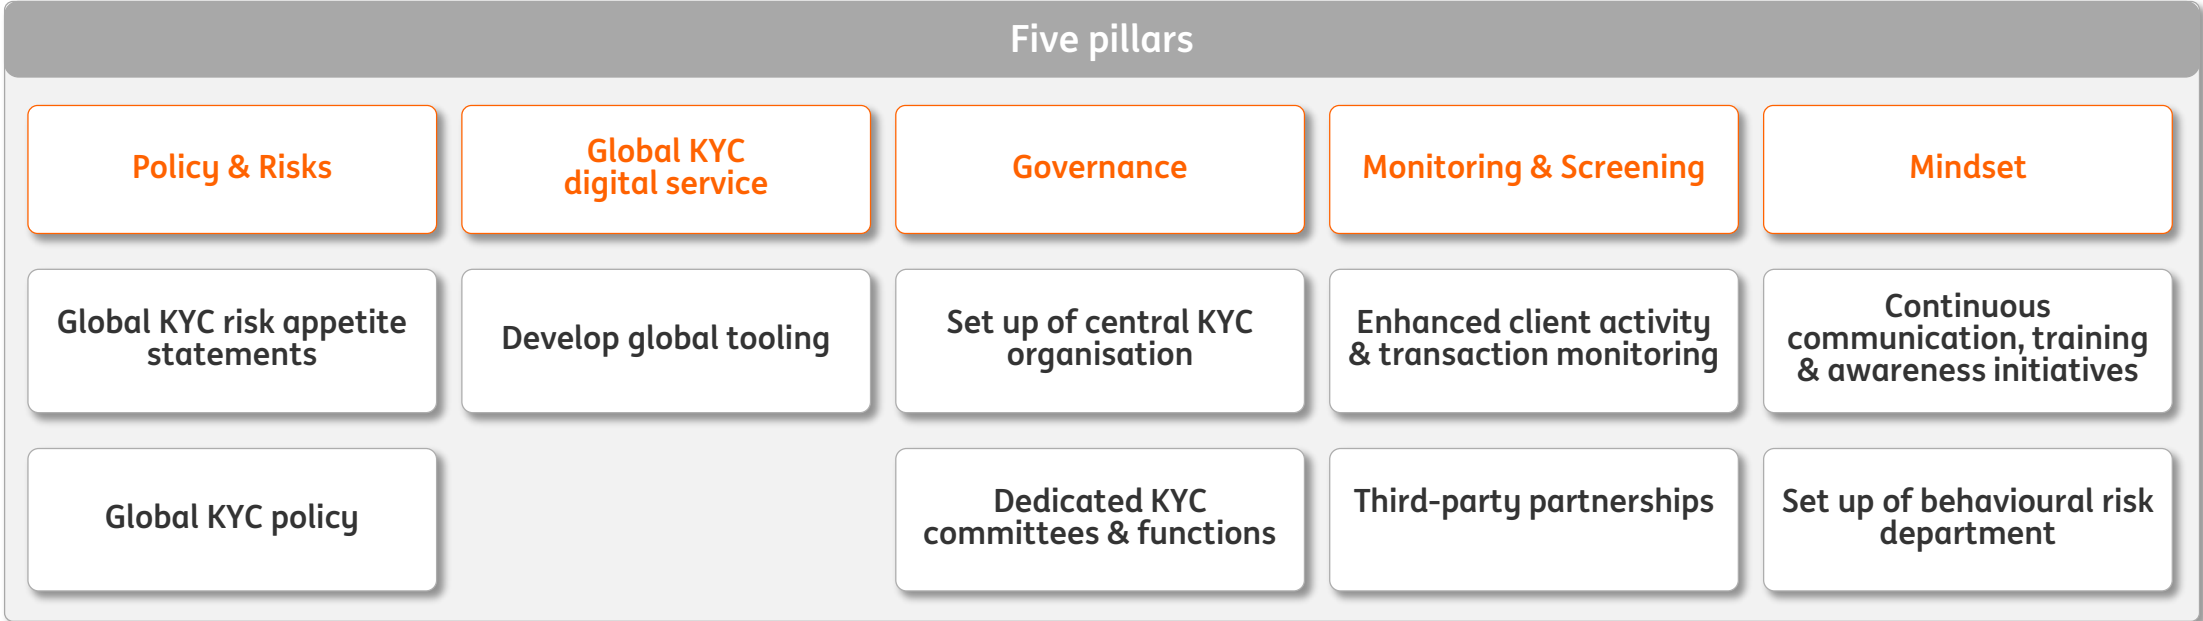 Five pillars
Policy & Risks
Global KYC
digital service
Governance
Monitoring & Screening
Mindset
Global KYC risk appetite
statements
Develop global tooling
Set up of central KYC
organisation
Enhanced client activity
& transaction monitoring
Continuous
communication, training
& awareness initiatives
Global KYC policy
Dedicated KYC
committees & functions
Third-party partnerships
Set up of behavioural risk
department